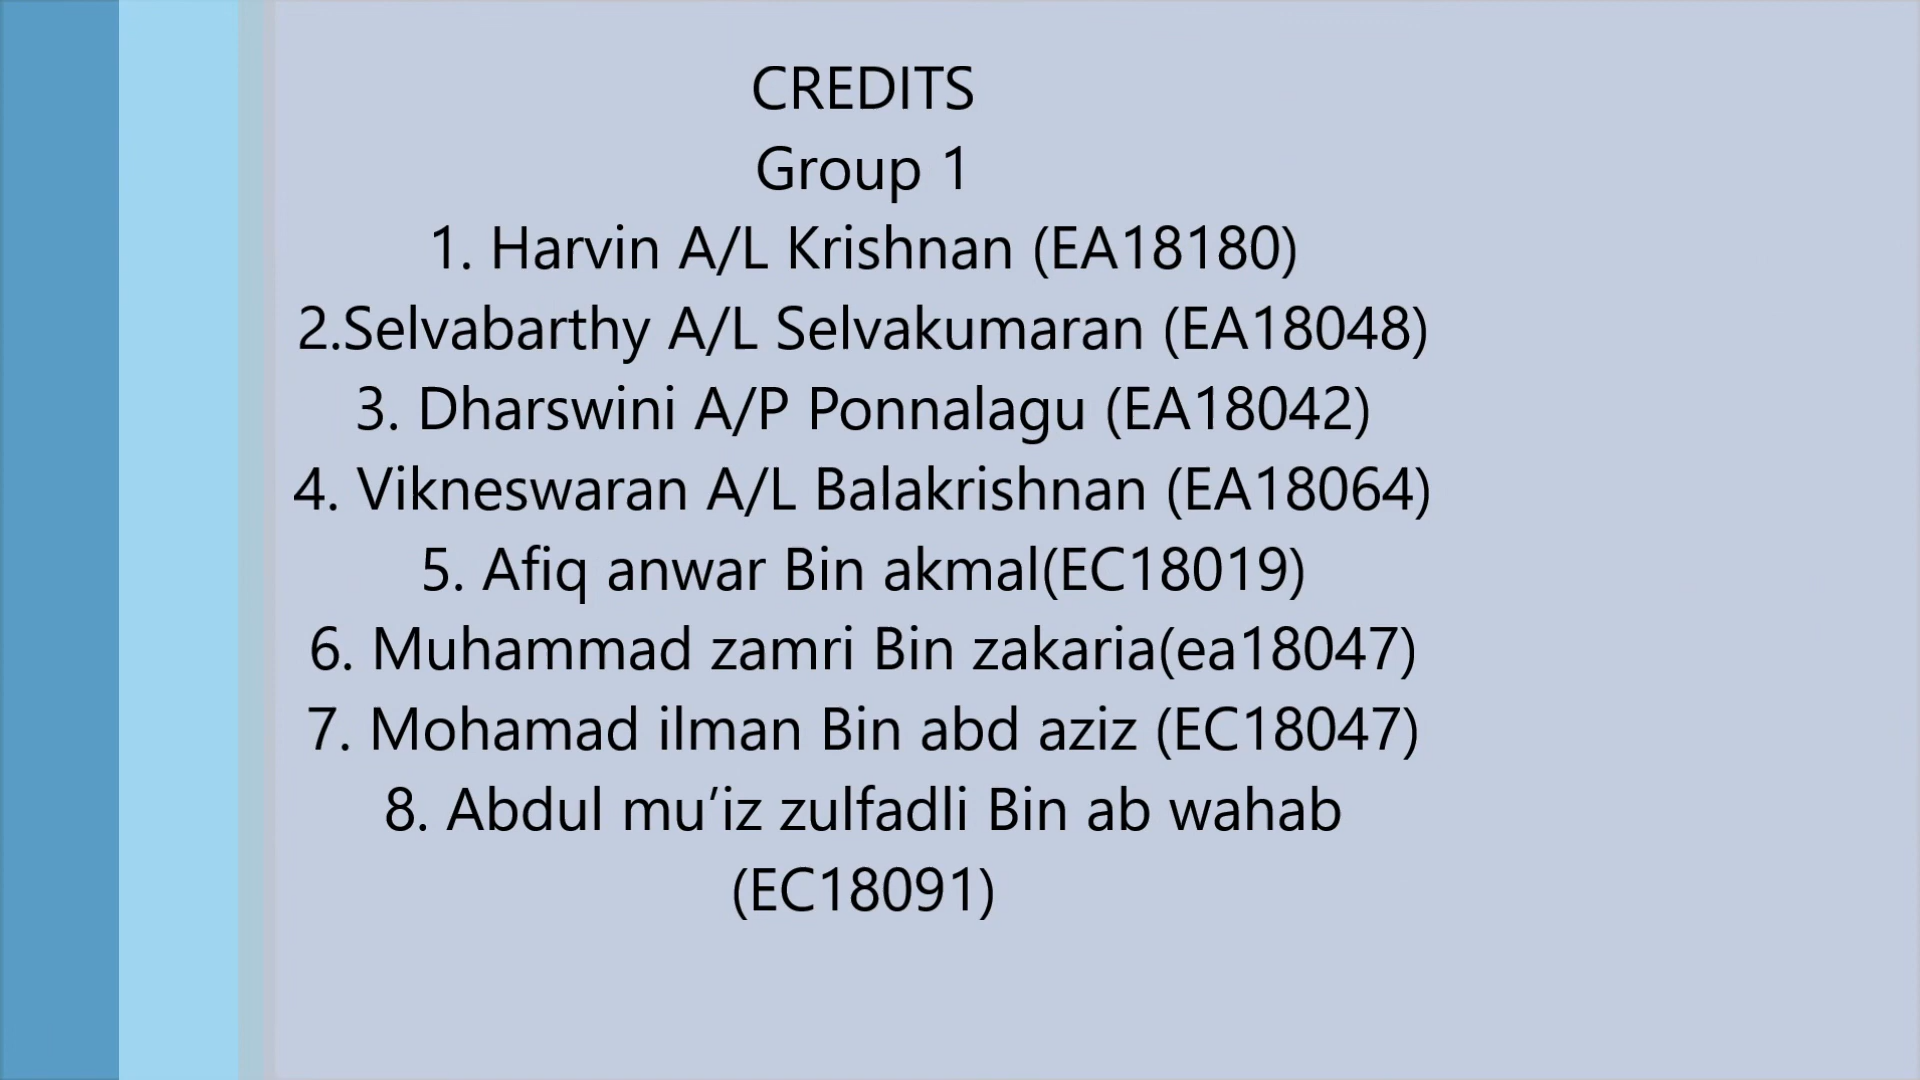 CREDITS
Group 1
1. Harvin A/L Krishnan (EA18180)
2.Selvabarthy A/L Selvakumaran (EA18048)
3. Dharswini A/P Ponnalagu (EA18042)
4. Vikneswaran A/L Balakrishnan (EA18064)
5. Afiq anwar Bin akmal(EC18019)
6. Muhammad zamri Bin zakaria(ea18047)
7. Mohamad ilman Bin abd aziz (EC18047)
8. Abdul mu’iz zulfadli Bin ab wahab
(EC18091)